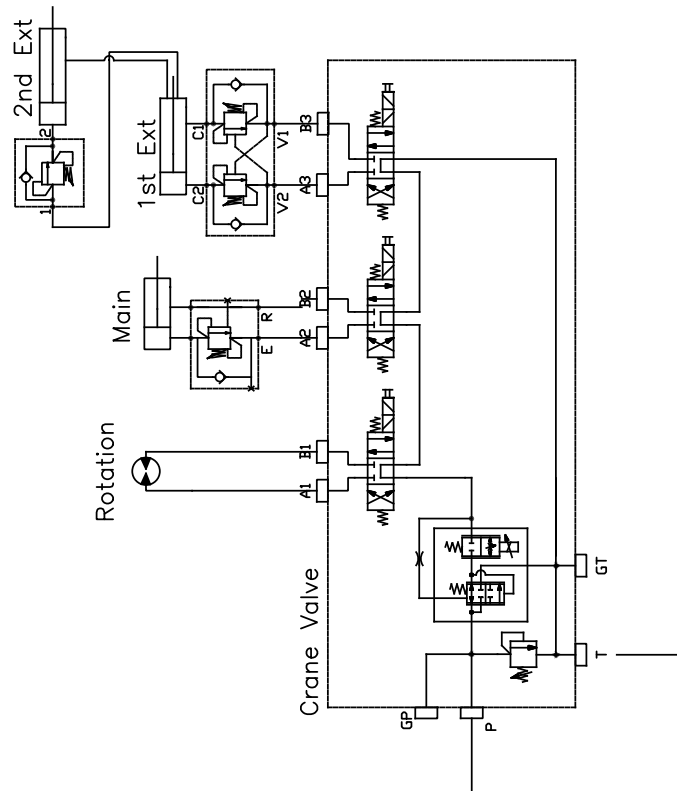 2nd Ext
2
1
1st Ext
C1
C2
V1
V2
B3
A3
Main
R
E
B2
A2
Rotation
B1
A1
Crane Valve
GT
T
GP
P